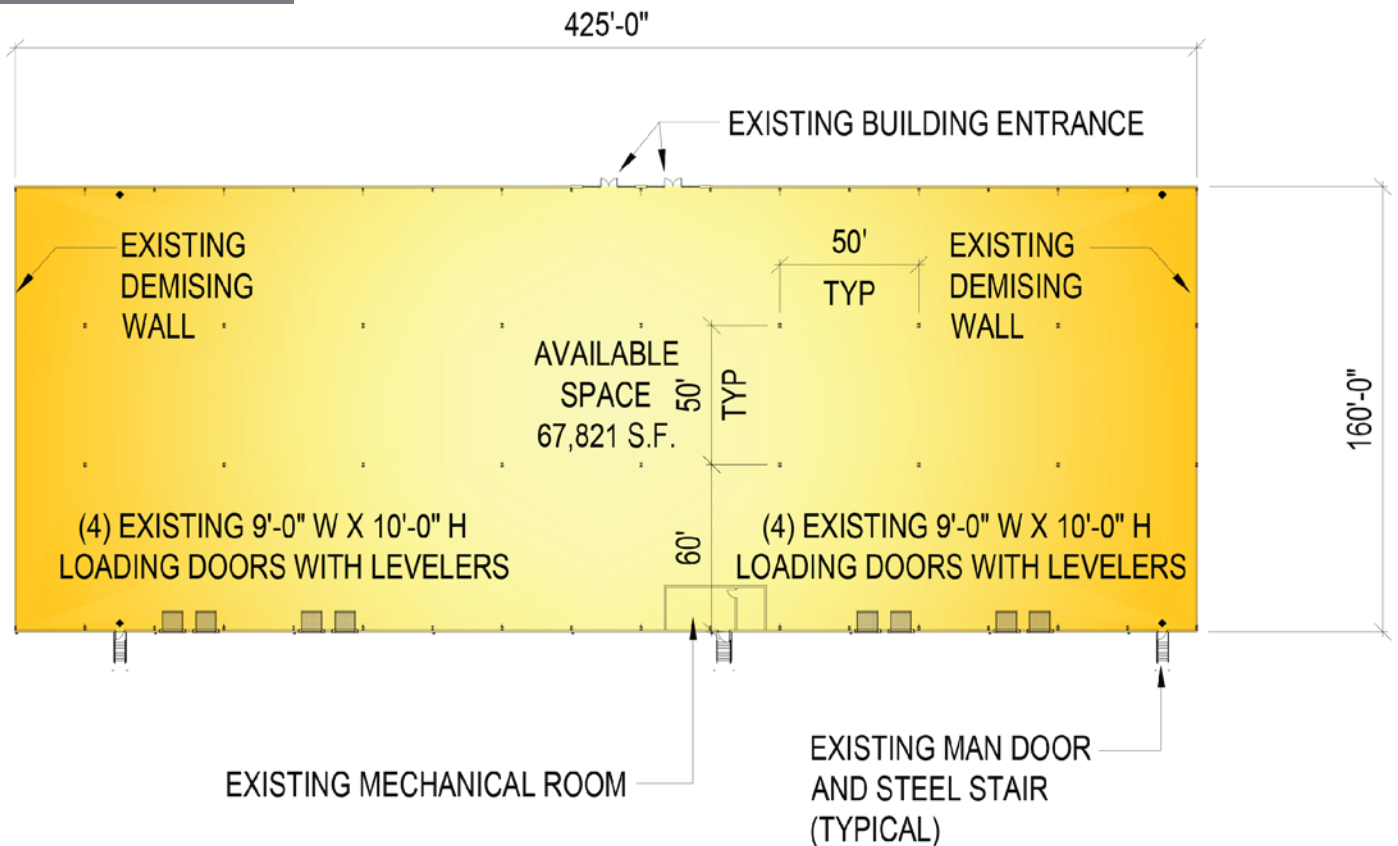 425'-0"
EXISTING BUILDING ENTRANCE
EXISTING
DEMISING
WALL
50'
TYP
EXISTING
DEMISING
WALL
AVAILABLE
SPACE
67,821 S.F.
50'
TYP
160'-0"
(4) EXISTING 9'-0" W X 10'-0" H
LOADING DOORS WITH LEVELERS
60'
(4) EXISTING 9'-0" W X 10'-0" H
LOADING DOORS WITH LEVELERS
EXISTING MECHANICAL ROOM
EXISTING MAN DOOR
AND STEEL STAIR
(TYPICAL)